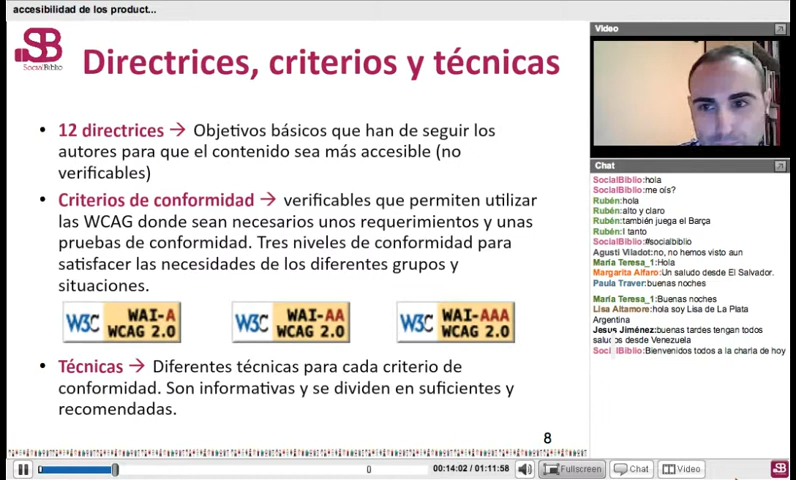 accesibilidad de los product...
SB
SocialBiblio
Directrices, criterios y técnicas
• 12 directrices → Objetivos básicos que han de seguir los
autores para que el contenido sea más accesible (no
verificables)
• Criterios de conformidad → verificables que permiten utilizar
las WCAG donde sean necesarios unos requerimientos y unas
pruebas de conformidad. Tres niveles de conformidad para
satisfacer las necesidades de los diferentes grupos y
situaciones.
W3C WAI-A WCAG 2.0
W3C WAI-AA WCAG 2.0
W3C WAI-AAA WCAG 2.0
• Técnicas → Diferentes técnicas para cada criterio de
conformidad. Son informativas y se dividen en suficientes y
recomendadas.
8
Video
Chat
SocialBiblio:hola
SocialBiblio:me ois?
Rubén:hola
Rubén:alto y claro
Rubén:también juega el Barça
Rubén:I tanto
SocialBiblio:#socialbiblio
Agusti Viladot:no, no hemos visto aun
María Teresa_1:Hola
Margarita Alfaro:Un saludo desde El Salvador.
Paula Traver:buenas noches
María Teresa_1:Buenas noches
Lisa Altamore:hola soy Lisa de La Plata
Argentina
Jesus Jiménez:buenas tardes tengan todos
saludos desde Venezuela
SocialBiblio:Bienvenidos todos a la charla de hoy
00:14:02 / 01:11:58
Fullscreen
Chat
Video
SB